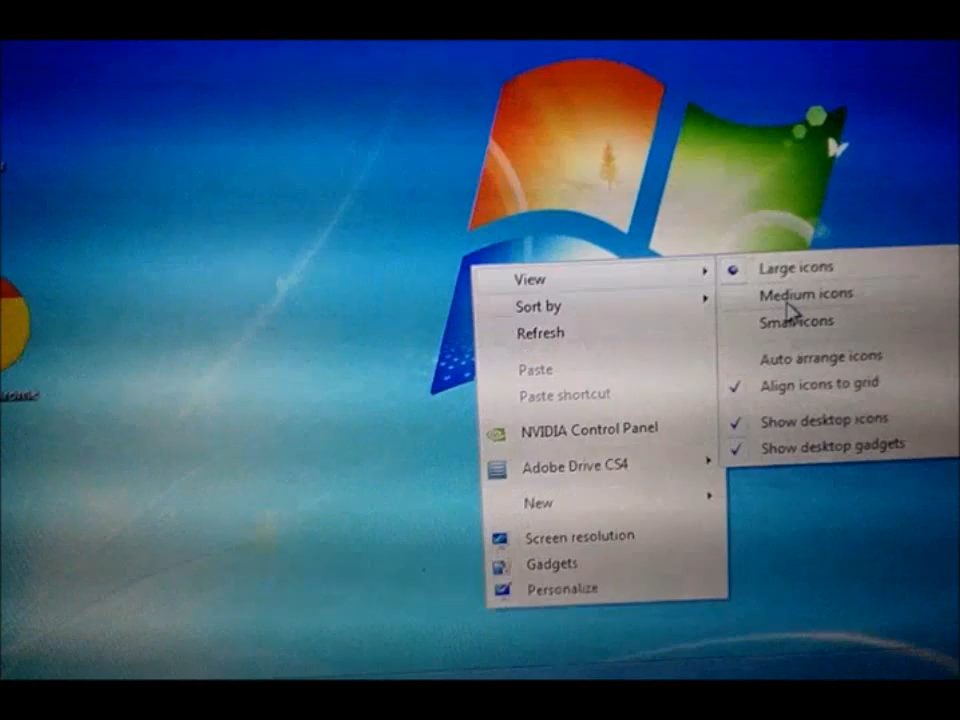 View
Sort by
Refresh
Paste
Paste shortcut
NVIDIA Control Panel
Adobe Drive CS4
New
Screen resolution
Gadgets
Personalize
Large icons
Medium icons
Small icons
Auto arrange icons
Align icons to grid
Show desktop icons
Show desktop gadgets